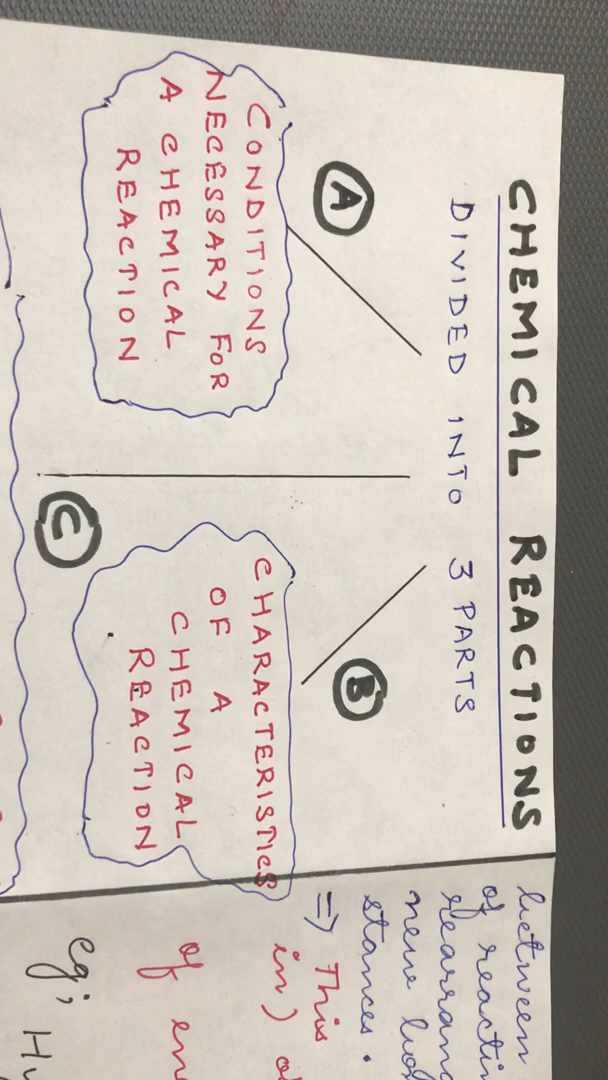 CHEMICAL REACTIONS
DIVIDED INTO 3 PARTS
A
CONDITIONS
NECESSARY FOR
A CHEMICAL
REACTION
B
CHARACTERISTICS
OF A
CHEMICAL
REACTION
C
between
of
new
stances.
⇒ This
in)
of
eg;